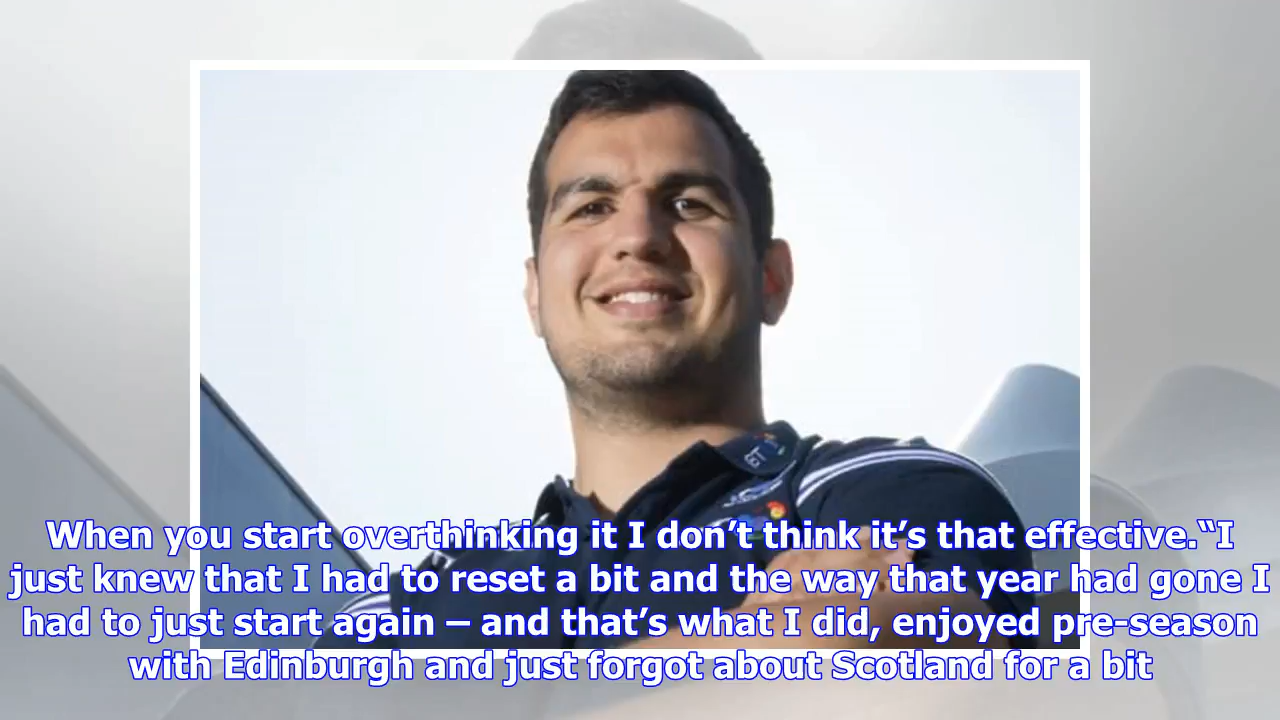 BT
When you start overthinking it I don’t think it’s that effective.“I
just knew that I had to reset a bit and the way that year had gone I
had to just start again – and that’s what I did, enjoyed pre-season
with Edinburgh and just forgot about Scotland for a bit